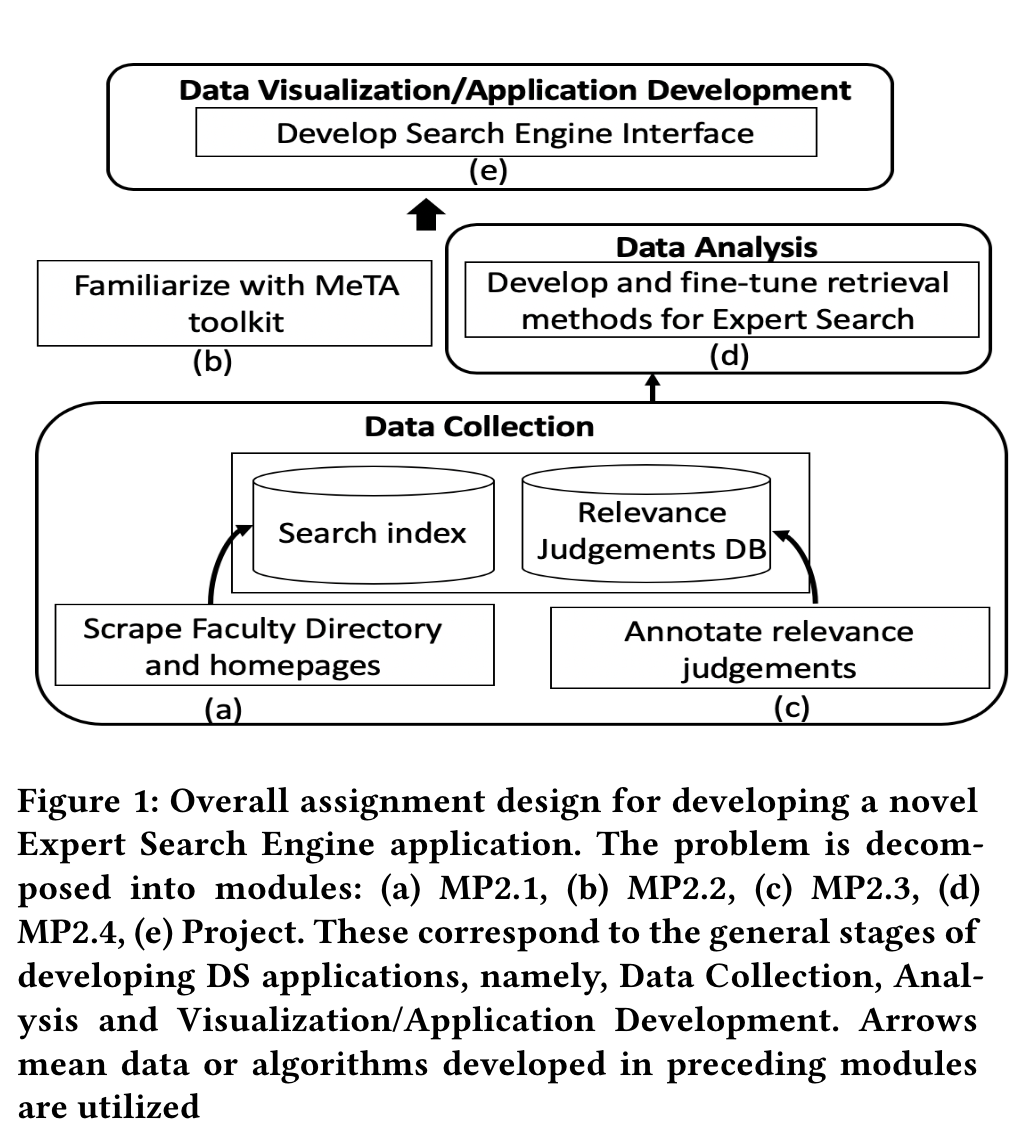 Data Visualization/Application Development
Develop Search Engine Interface
(e)
Familiarize with MeTA
toolkit
(b)
Data Analysis
Develop and fine-tune retrieval
methods for Expert Search
(d)
Data Collection
Search index
Relevance
Judgements DB
Scrape Faculty Directory
and homepages
(a)
Annotate relevance
judgements
(c)
Figure 1: Overall assignment design for developing a novel
Expert Search Engine application. The problem is decom-
posed into modules: (a) MP2.1, (b) MP2.2, (c) MP2.3, (d)
MP2.4, (e) Project. These correspond to the general stages of
developing DS applications, namely, Data Collection, Anal-
ysis and Visualization/Application Development. Arrows
mean data or algorithms developed in preceding modules
are utilized